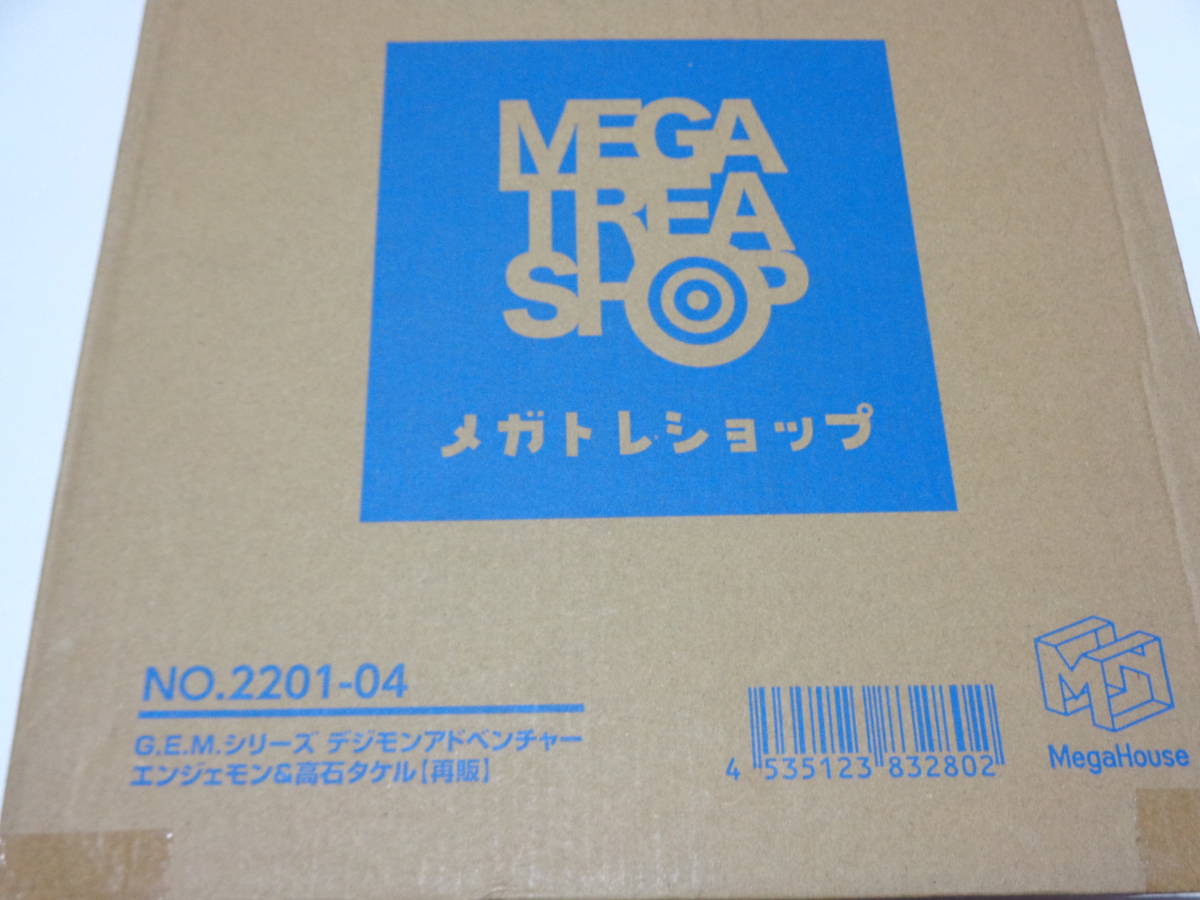 MEGA
TREA
SHOP
メガトレショップ
NO.2201-04
G.E.M.シリーズ デジモンアドベンチャー
エンジェモン&高石タケル【再販】
4 535123 832802
MH
MegaHouse